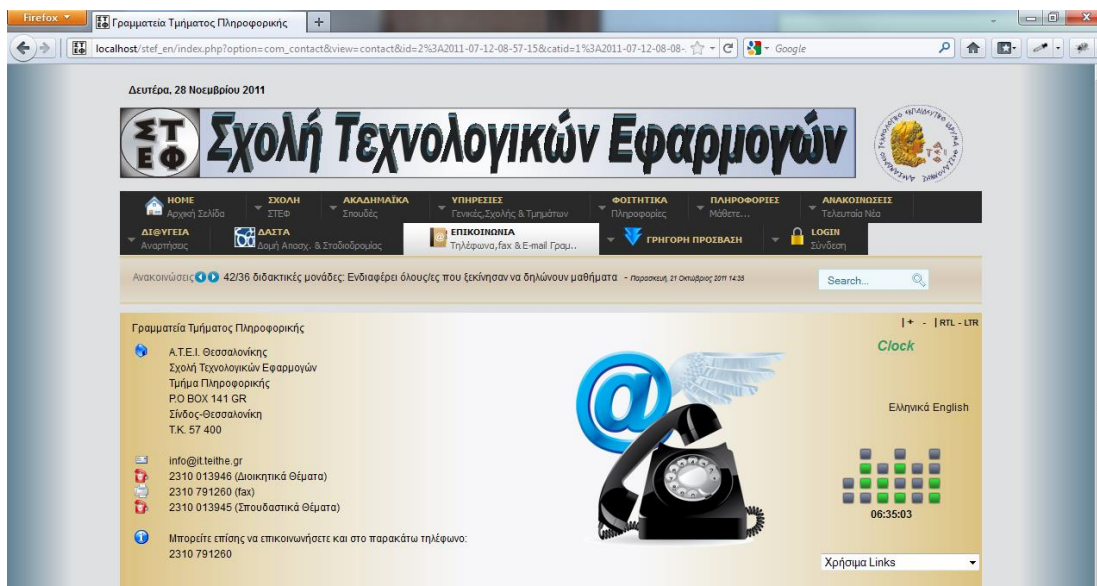 Firefox
Γραμματεία Τμήματος Πληροφορικής
localhost/stef_en/index.php?option=com_contact&view=contact&id=2%3A2011-07-12-08-57-15&catid=1%3A2011-07-12-08-08-
Google
Δευτέρα, 28 Νοεμβρίου 2011
ΣΤ
ΕΦ
Σχολή Τεχνολογικών Εφαρμογών
HOME
Αρχική Σελίδα
ΣΧΟΛΗ
ΣΤΕΦ
ΑΚΑΔΗΜΑΪΚΑ
Σπουδές
ΥΠΗΡΕΣΙΕΣ
Γενικές,Σχολής & Τμημάτων
ΦΟΙΤΗΤΙΚΑ
Πληροφορίες
ΠΛΗΡΟΦΟΡΙΕΣ
Μάθετε...
ΑΝΑΚΟΙΝΩΣΕΙΣ
Τελευταία Νέα
ΔΙ@ΥΓΕΙΑ
Αναρτήσεις
ΔΑΣΤΑ
Δομή Απασχ. & Σταδιοδρομίας
ΕΠΙΚΟΙΝΩΝΙΑ
Τηλέφωνα,fax & E-mail Γραμ..
ΓΡΗΓΟΡΗ ΠΡΟΣΒΑΣΗ
LOGIN
Σύνδεση
Ανακοινώσεις
42/36 διδακτικές μονάδες: Ενδιαφέρει όλους/ες που ξεκίνησαν να δηλώνουν μαθήματα - Παρασκευή, 21 Οκτώβριος 2011 14:35
Search...
Γραμματεία Τμήματος Πληροφορικής
| + - | RTL - LTR
Clock
Α.Τ.Ε.Ι. Θεσσαλονίκης
Σχολή Τεχνολογικών Εφαρμογών
Τμήμα Πληροφορικής
P.O BOX 141 GR
Σίνδος-Θεσσαλονίκη
Τ.Κ. 57 400
Ελληνικά English
info@it.teithe.gr
2310 013946 (Διοικητικά Θέματα)
2310 791260 (fax)
2310 013945 (Σπουδαστικά Θέματα)
06:35:03
Μπορείτε επίσης να επικοινωνήσετε και στο παρακάτω τηλέφωνο:
2310 791260
Χρήσιμα Links